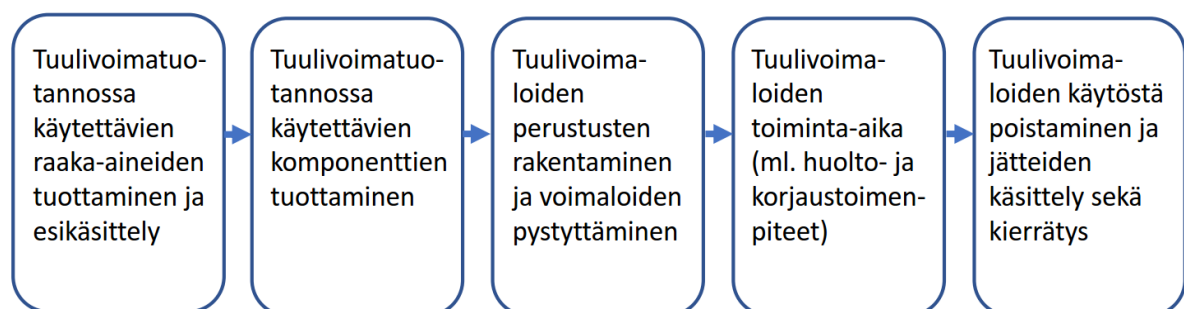 Tuulivoimatuo-
tannossa
käytettävien
raaka-aineiden
tuottaminen ja
esikäsittely
Tuulivoimatuo-
tannossa
käytettävien
komponenttien
tuottaminen
Tuulivoima-
loiden
perustusten
rakentaminen
ja voimaloiden
pystyttäminen
Tuulivoima-
loiden
toiminta-aika
(ml. huolto- ja
korjaustoimen-
piteet)
Tuulivoima-
loiden käytöstä
poistaminen ja
jätteiden
käsittely sekä
kierrätys